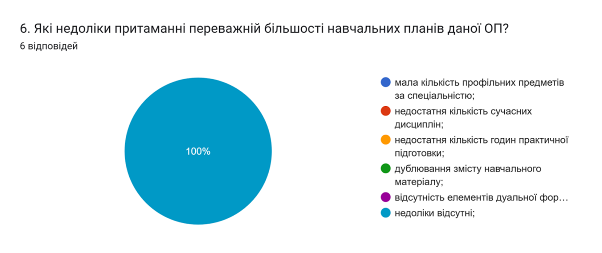 6. Які недоліки притаманні переважній більшості навчальних планів даної ОП?
6 відповідей
100%
мала кількість профільних предметів
за спеціальністю;
недостатня кількість сучасних
дисциплін;
недостатня кількість годин практичної
підготовки;
дублювання змісту навчального
матеріалу;
відсутність елементів дуальної фор…
недоліки відсутні;